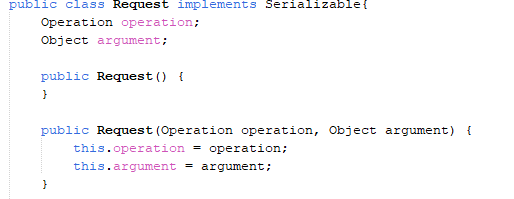 public class Request implements Serializable{
Operation operation;
Object argument;
public Request() {
}
public Request(Operation operation, Object argument) {
this.operation = operation;
this.argument = argument;
}